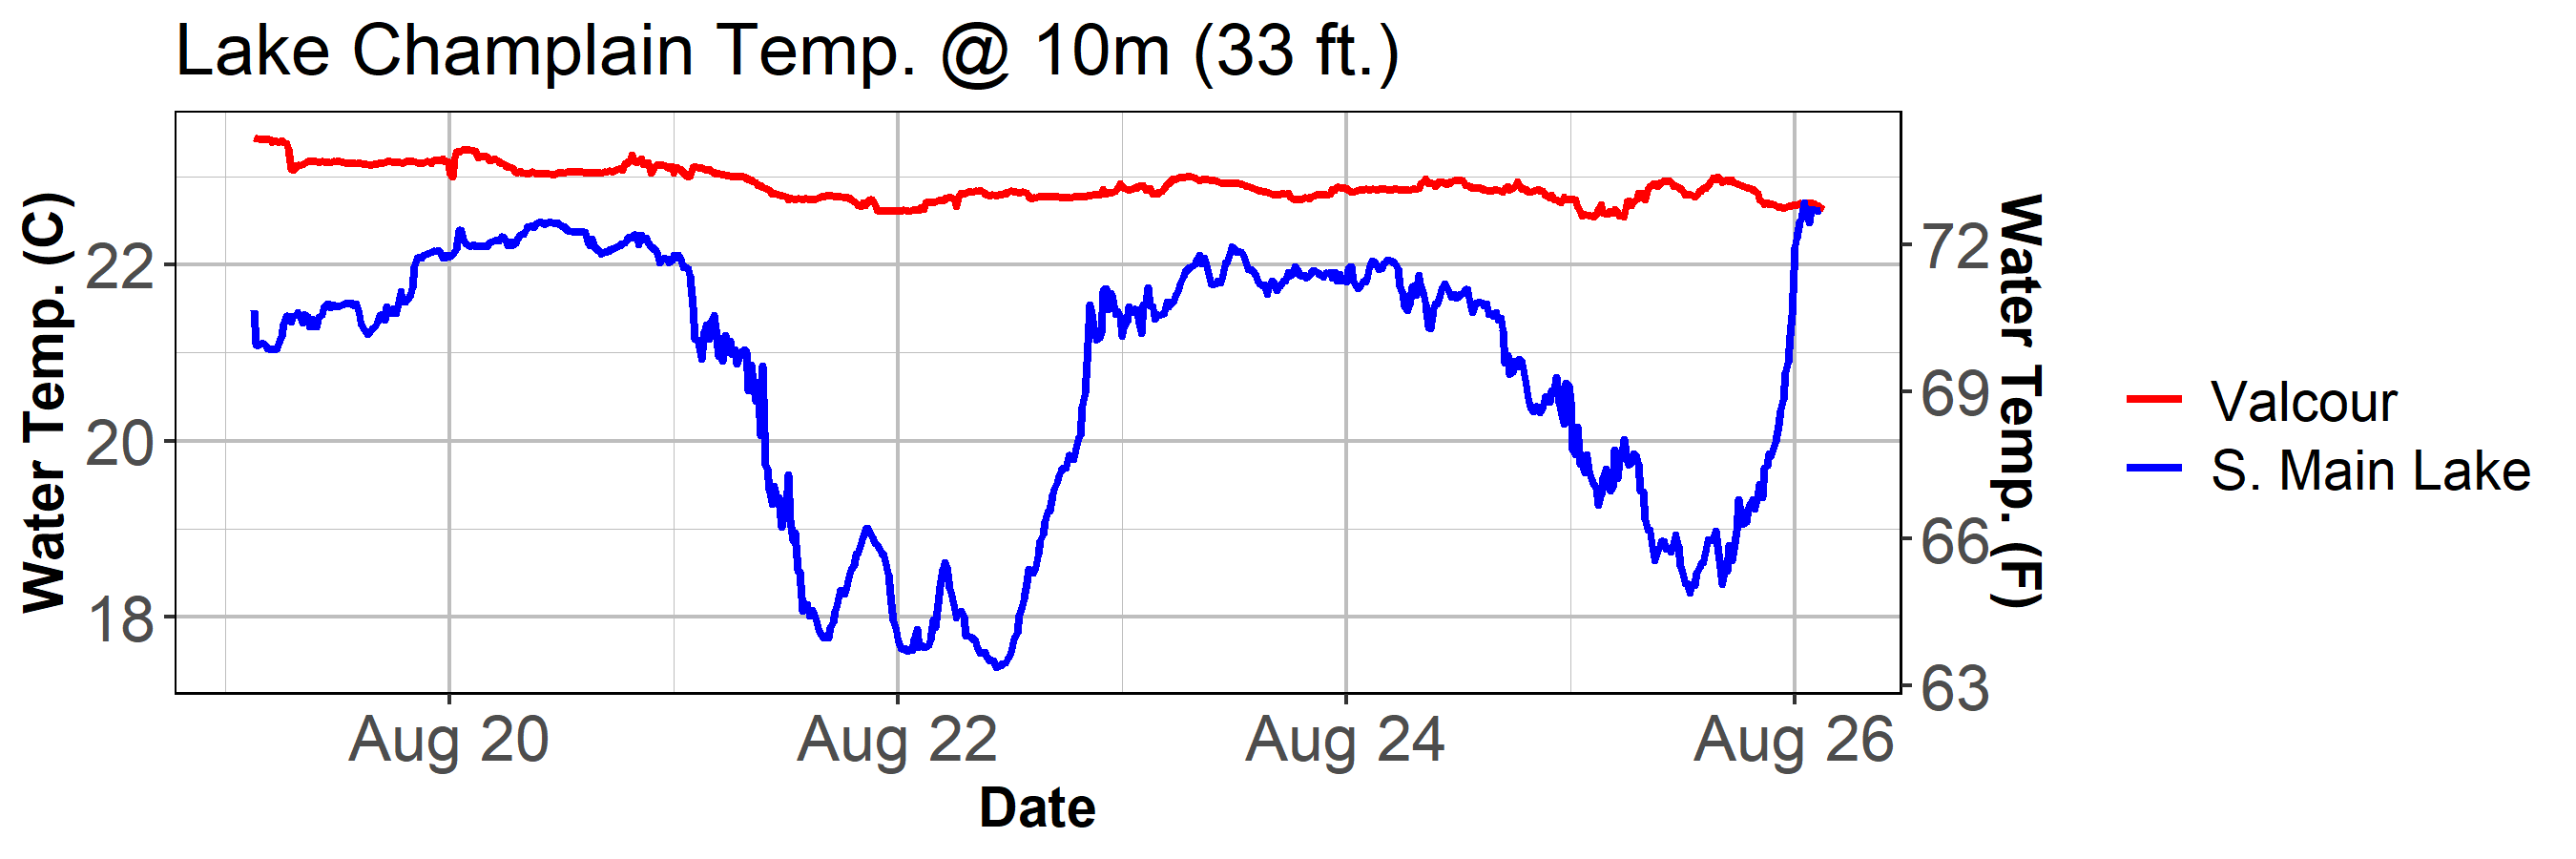 Lake Champlain Temp. @ 10m (33 ft.)
Water Temp. (C)
22
20
18
72
69
66
63
Water Temp. (F)
Aug 20
Aug 22
Aug 24
Aug 26
Date
Valcour
S. Main Lake